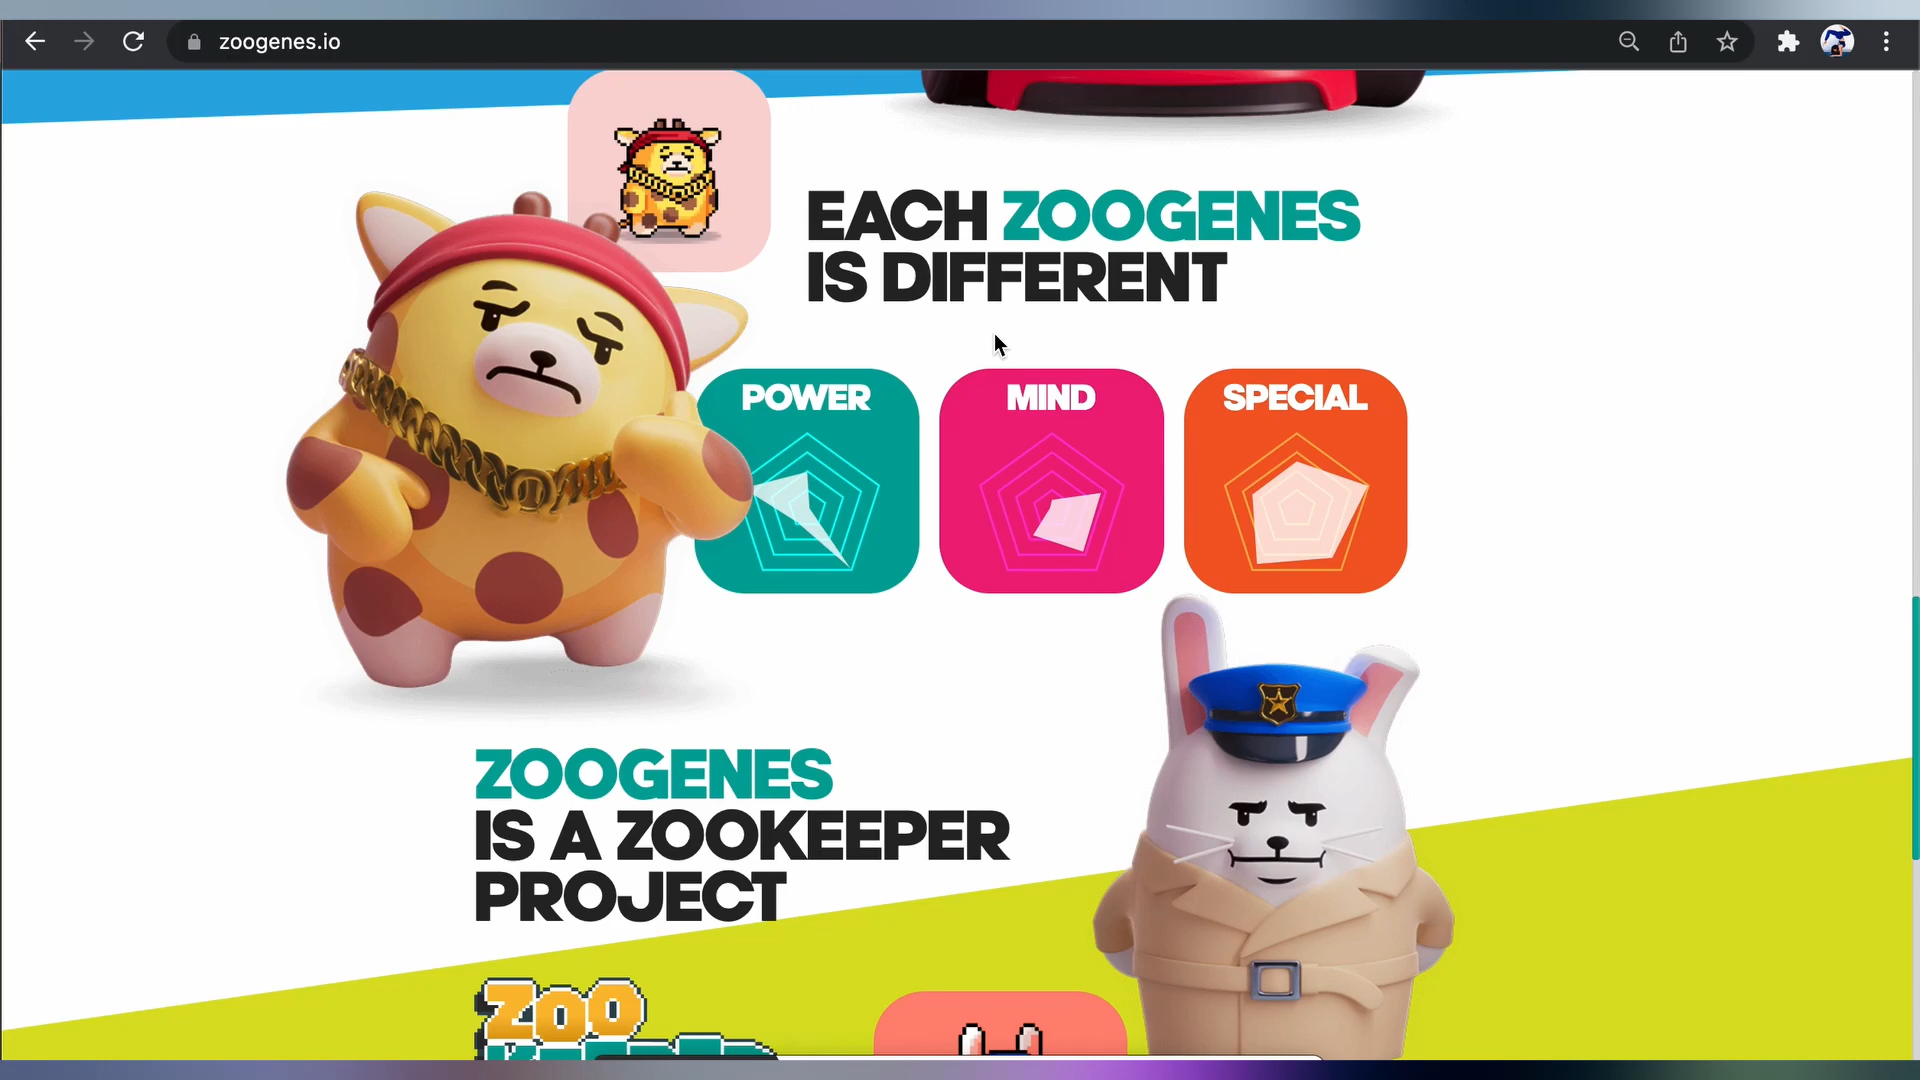 zoogenes.io
EACH ZOOGENES
IS DIFFERENT
POWER
MIND
SPECIAL
ZOOGENES
IS A ZOOKEEPER
PROJECT
ZOO